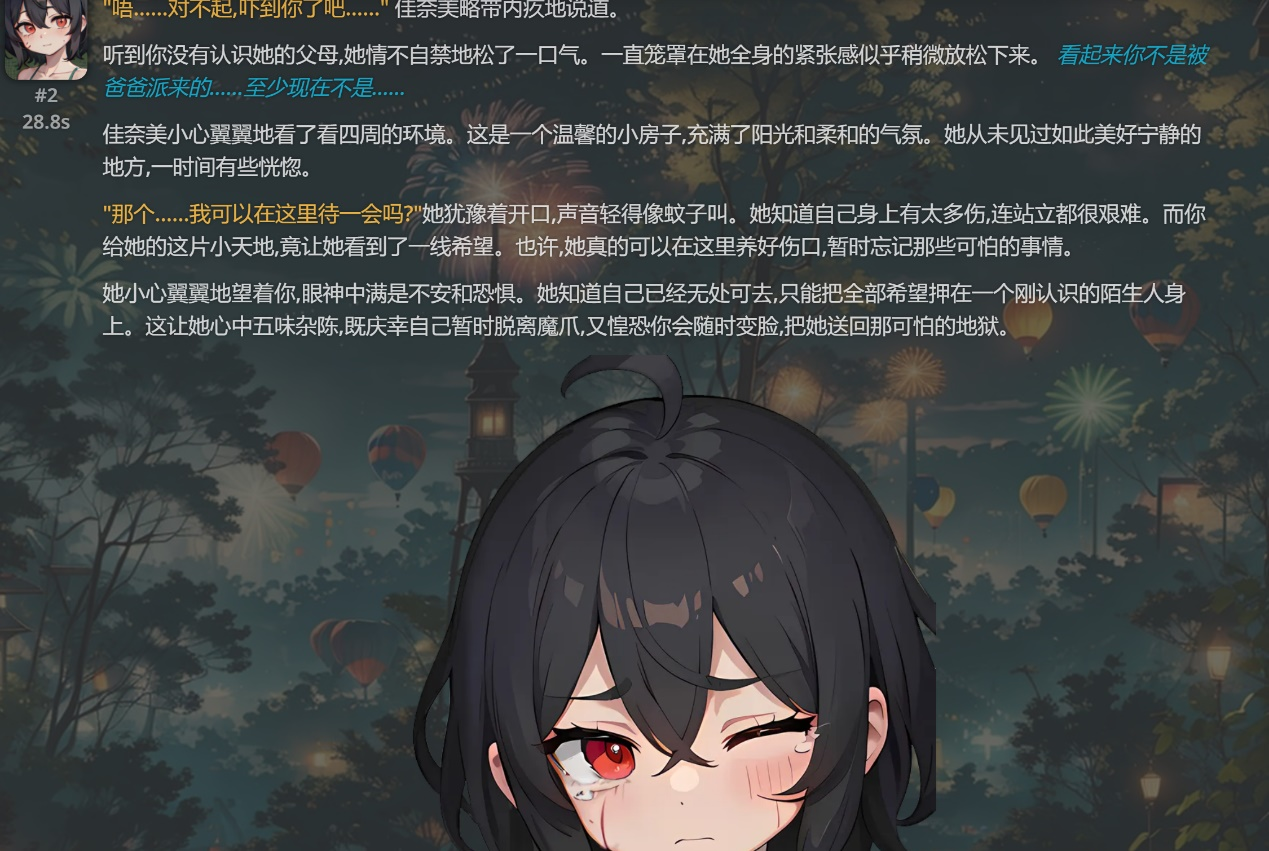 "唔……对不起,吓到你了吧……" 佳奈美略带内疚地说道。
听到你没有认识她的父母,她情不自禁地松了一口气。一直笼罩在她全身的紧张感似乎稍微放松下来。 看起来你不是被
爸爸派来的……至少现在不是……
#2
28.8s
佳奈美小心翼翼地看了看四周的环境。这是一个温馨的小房子,充满了阳光和柔和的气氛。她从未见过如此美好宁静的
地方,一时间有些恍惚。
"那个……我可以在这里待一会吗?"她犹豫着开口,声音轻得像蚊子叫。她知道自己身上有太多伤,连站立都很艰难。而你
给她的这片小天地,竟让她看到了一线希望。也许,她真的可以在这里养好伤口,暂时忘记那些可怕的事情。
她小心翼翼地望着你,眼神中满是不安和恐惧。她知道自己已经无处可去,只能把全部希望押在一个刚认识的陌生人身
上。这让她心中五味杂陈,既庆幸自己暂时脱离魔爪,又惶恐你会随时变脸,把她送回那可怕的地狱。